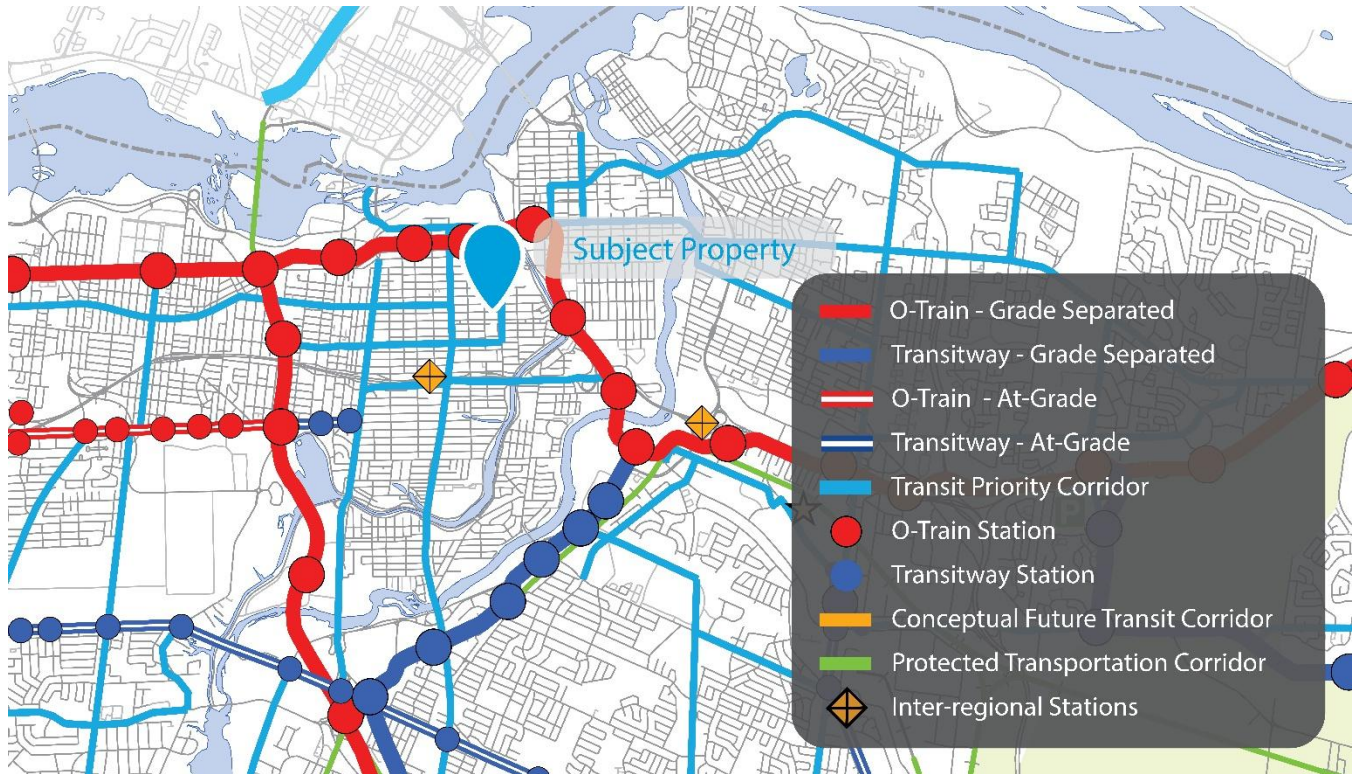 Subject Property
O-Train - Grade Separated
Transitway - Grade Separated
O-Train - At-Grade
Transitway - At-Grade
Transit Priority Corridor
O-Train Station
Transitway Station
Conceptual Future Transit Corridor
Protected Transportation Corridor
Inter-regional Stations